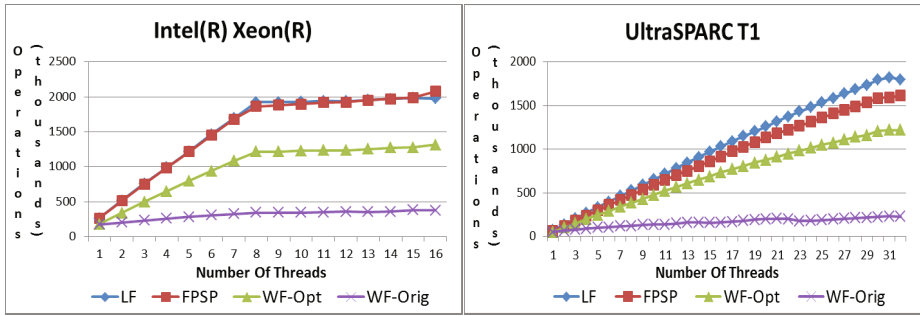 Intel(R) Xeon(R)
Operations
(thousands)
2500
2000
1500
1000
500
0
1 2 3 4 5 6 7 8 9 10 11 12 13 14 15 16
Number Of Threads
LF FPSP WF-Opt WF-Orig
UltraSPARC T1
Operations
(thousands)
2000
1500
1000
500
0
1 3 5 7 9 11 13 15 17 19 21 23 25 27 29 31
Number Of Threads
LF FPSP WF-Opt WF-Orig